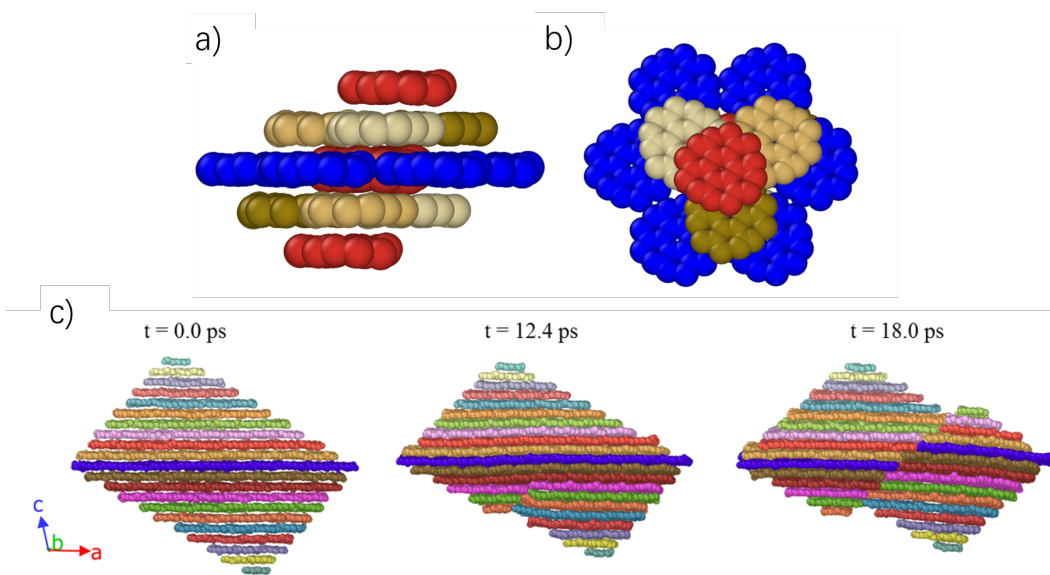 a)
b)
c)
t = 0.0 ps
t = 12.4 ps
t = 18.0 ps
c
b
a